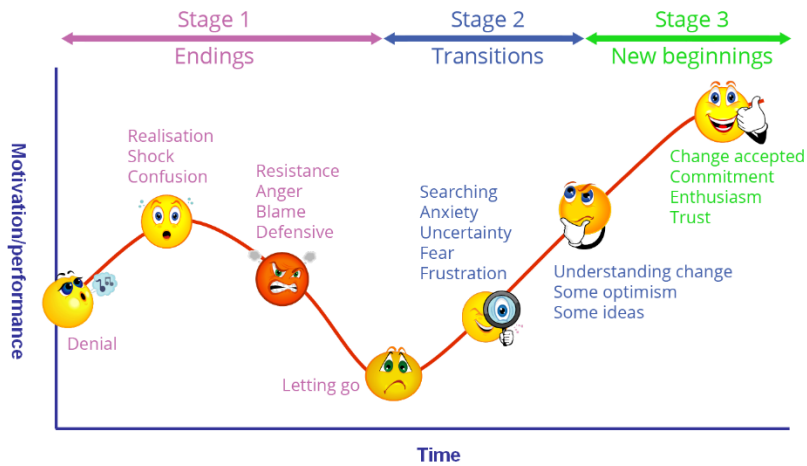 Stage 1
Stage 2
Stage 3
Endings
Transitions
New beginnings
Motivation/performance
Realisation
Shock
Confusion
Resistance
Anger
Blame
Defensive
Searching
Anxiety
Uncertainty
Fear
Frustration
Change accepted
Commitment
Enthusiasm
Trust
Understanding change
Some optimism
Some ideas
Denial
Letting go
Time